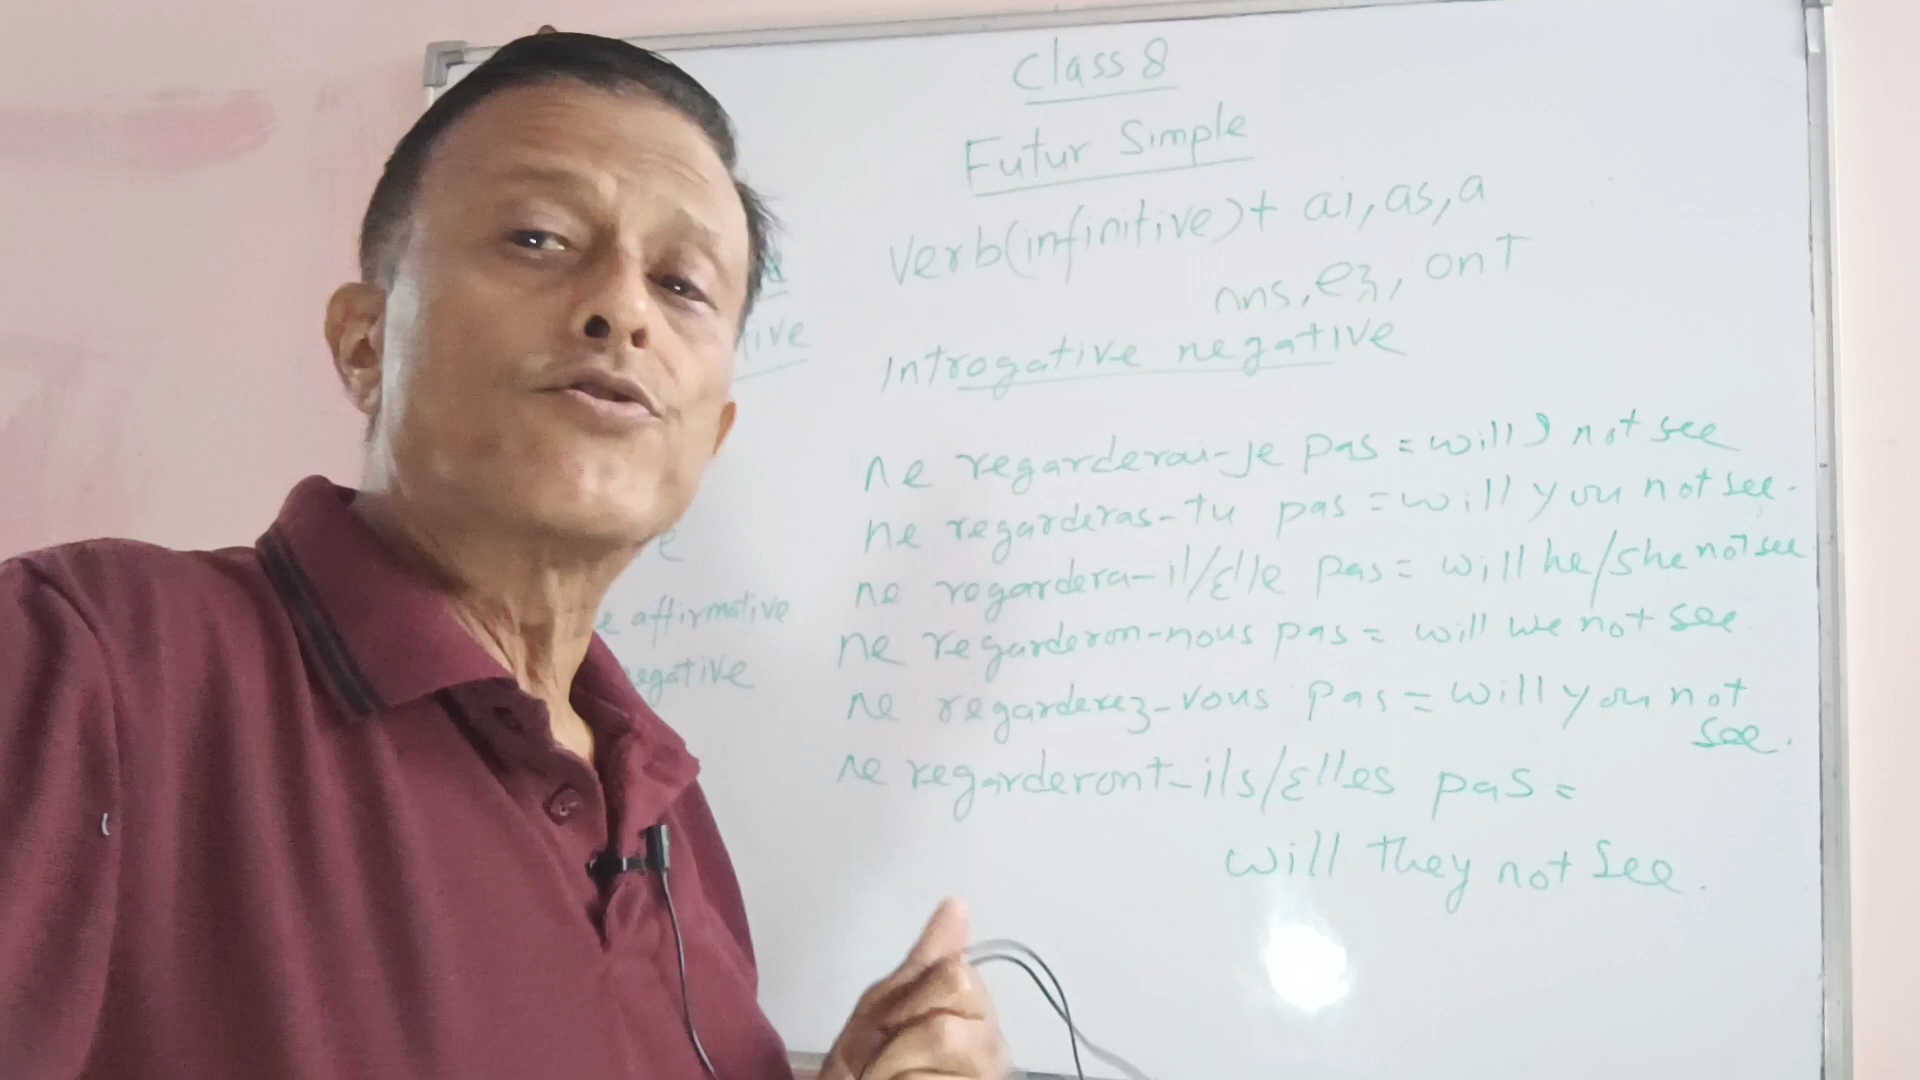 Class 8
Futur Simple
Verb(infinitive)+ ai, as, a
ons, ez, ont
Introgative negative
ne regarderai-je pas = will I not see
ne regarderas-tu pas = will you not see.
ne regardera-il/Elle pas = will he/she not see
ne regarderon-nous pas = will we not see
ne regarderez-vous pas = will you not
see.
ne regarderont-ils/Elles pas =
will they not see.
tive
e
e affirmative
egative